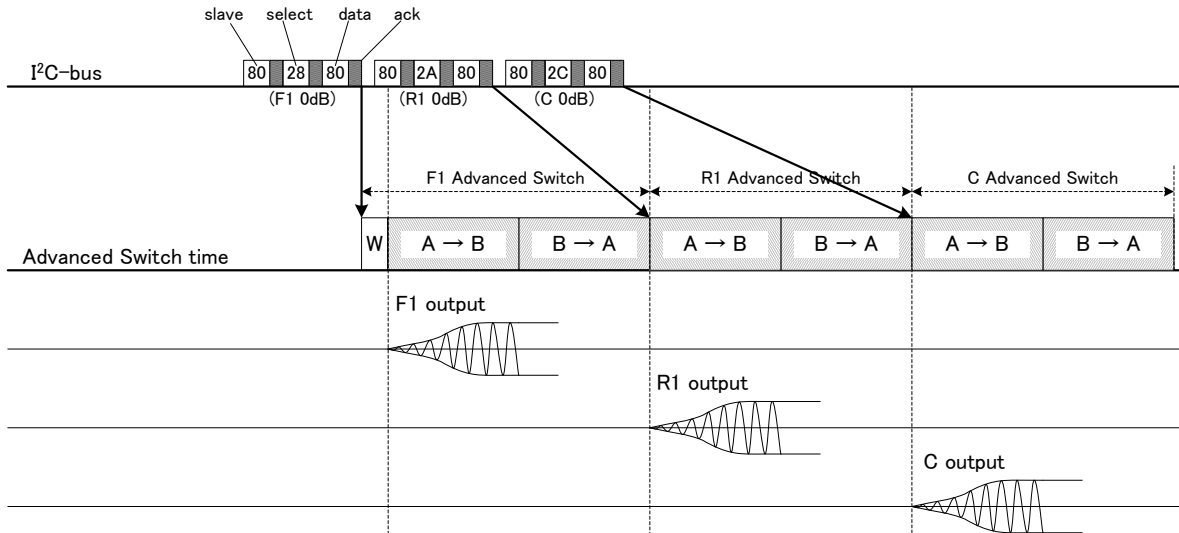 slave select data ack
I²C-bus 80 28 80 80 2A 80 80 2C 80
(F1 0dB) (R1 0dB) (C 0dB)
F1 Advanced Switch R1 Advanced Switch C Advanced Switch
W A → B B → A A → B B → A A → B B → A
Advanced Switch time
F1 output
R1 output
C output